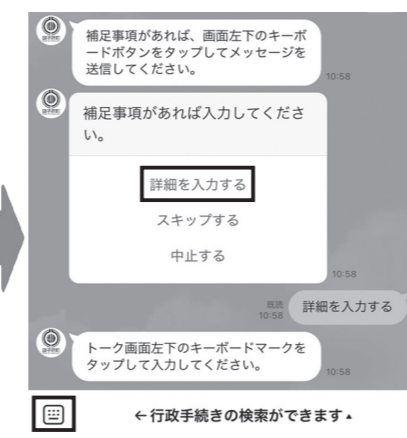 補足事項があれば、画面左下のキーボ
ードボタンをタップしてメッセージを
送信してください。
10:58
補足事項があれば入力してくださ
い。
詳細を入力する
スキップする
中止する
10:58
既読
10:58
詳細を入力する
トーク画面左下のキーボードマークを
タップして入力してください。
10:58
←行政手続きの検索ができます▴